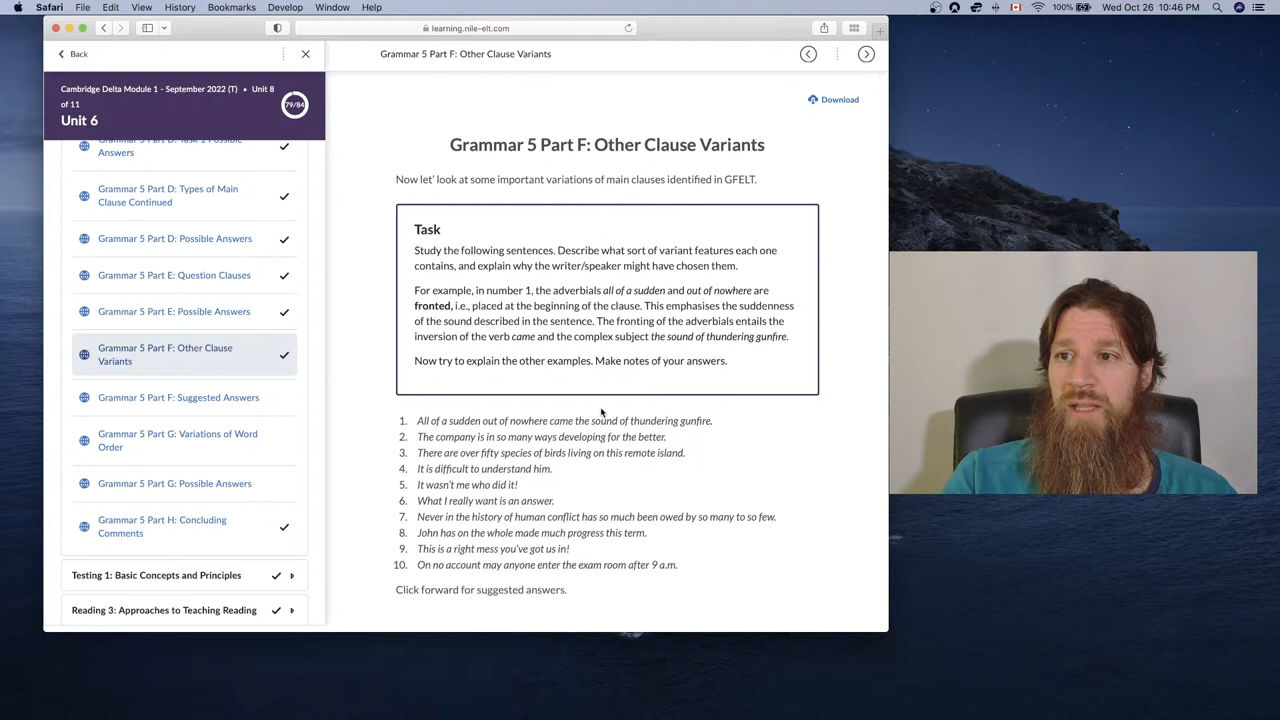 Safari File Edit View History Bookmarks Develop Window Help 100% Wed Oct 26 10:46 PM
learning.nile-elt.com
Back
Grammar 5 Part F: Other Clause Variants
Cambridge Delta Module 1 - September 2022 (T) • Unit 8 of 11
79/84
Unit 6
Grammar 5 Part D: Task 1 Possible
Answers
Grammar 5 Part D: Types of Main
Clause Continued
Grammar 5 Part D: Possible Answers
Grammar 5 Part E: Question Clauses
Grammar 5 Part E: Possible Answers
Grammar 5 Part F: Other Clause
Variants
Grammar 5 Part F: Suggested Answers
Grammar 5 Part G: Variations of Word
Order
Grammar 5 Part G: Possible Answers
Grammar 5 Part H: Concluding
Comments
Testing 1: Basic Concepts and Principles
Reading 3: Approaches to Teaching Reading
Download
Grammar 5 Part F: Other Clause Variants
Now let' look at some important variations of main clauses identified in GFELT.
Task
Study the following sentences. Describe what sort of variant features each one
contains, and explain why the writer/speaker might have chosen them.
For example, in number 1, the adverbials all of a sudden and out of nowhere are
fronted, i.e., placed at the beginning of the clause. This emphasises the suddenness
of the sound described in the sentence. The fronting of the adverbials entails the
inversion of the verb came and the complex subject the sound of thundering gunfire.
Now try to explain the other examples. Make notes of your answers.
1. All of a sudden out of nowhere came the sound of thundering gunfire.
2. The company is in so many ways developing for the better.
3. There are over fifty species of birds living on this remote island.
4. It is difficult to understand him.
5. It wasn't me who did it!
6. What I really want is an answer.
7. Never in the history of human conflict has so much been owed by so many to so few.
8. John has on the whole made much progress this term.
9. This is a right mess you've got us in!
10. On no account may anyone enter the exam room after 9 a.m.
Click forward for suggested answers.